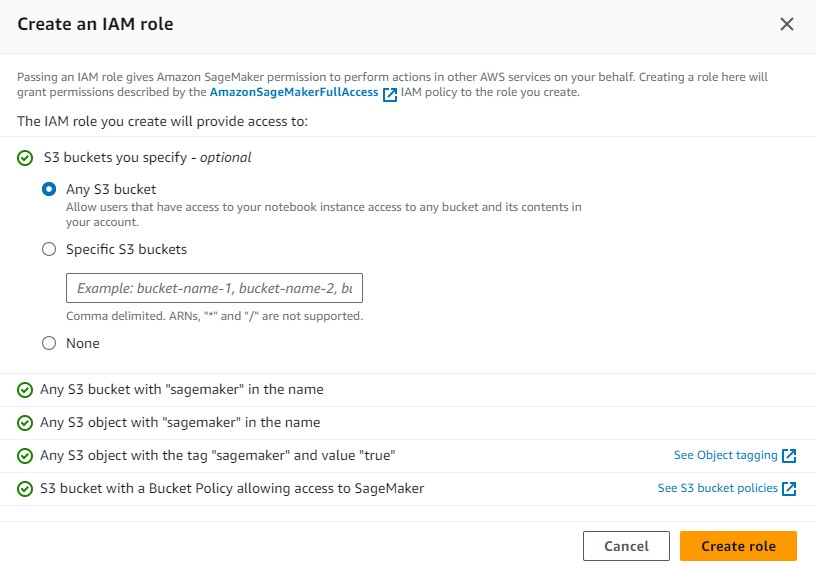 Create an IAM role
Passing an IAM role gives Amazon SageMaker permission to perform actions in other AWS services on your behalf. Creating a role here will
grant permissions described by the AmazonSageMakerFullAccess IAM policy to the role you create.
The IAM role you create will provide access to:
S3 buckets you specify - optional
Any S3 bucket
Allow users that have access to your notebook instance access to any bucket and its contents in
your account.
Specific S3 buckets
Example: bucket-name-1, bucket-name-2, bu
Comma delimited. ARNs, "*" and "/" are not supported.
None
Any S3 bucket with "sagemaker" in the name
Any S3 object with "sagemaker" in the name
Any S3 object with the tag "sagemaker" and value "true" See Object tagging
S3 bucket with a Bucket Policy allowing access to SageMaker See S3 bucket policies
Cancel Create role